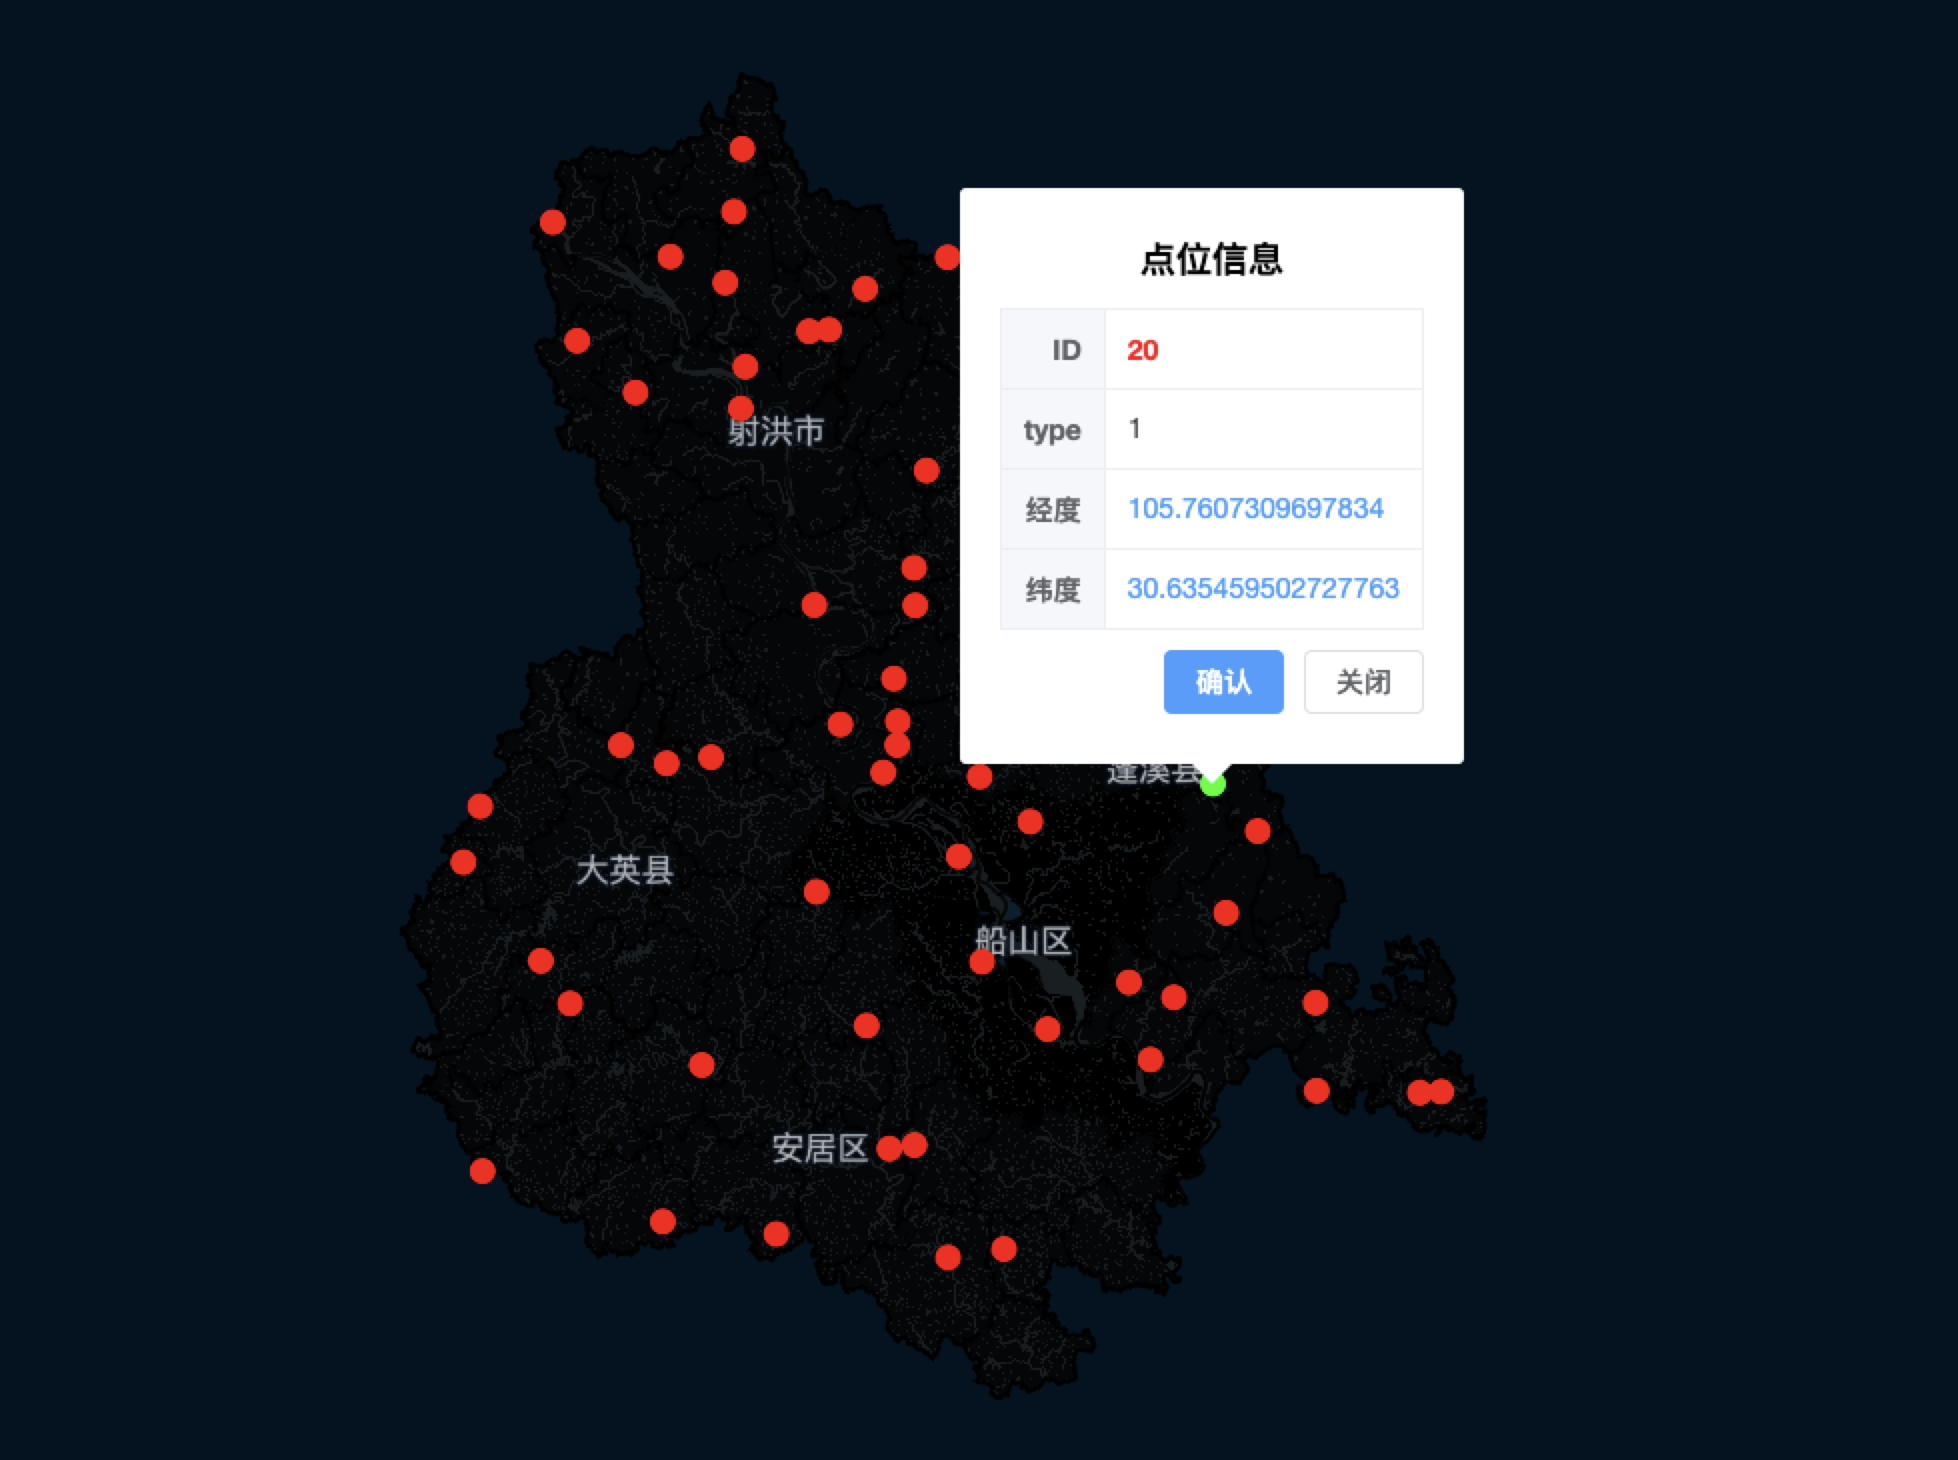 点位信息
ID 20
type 1
经度 105.7607309697834
纬度 30.635459502727763
确认 关闭
射洪市
蓬溪县
大英县
船山区
安居区